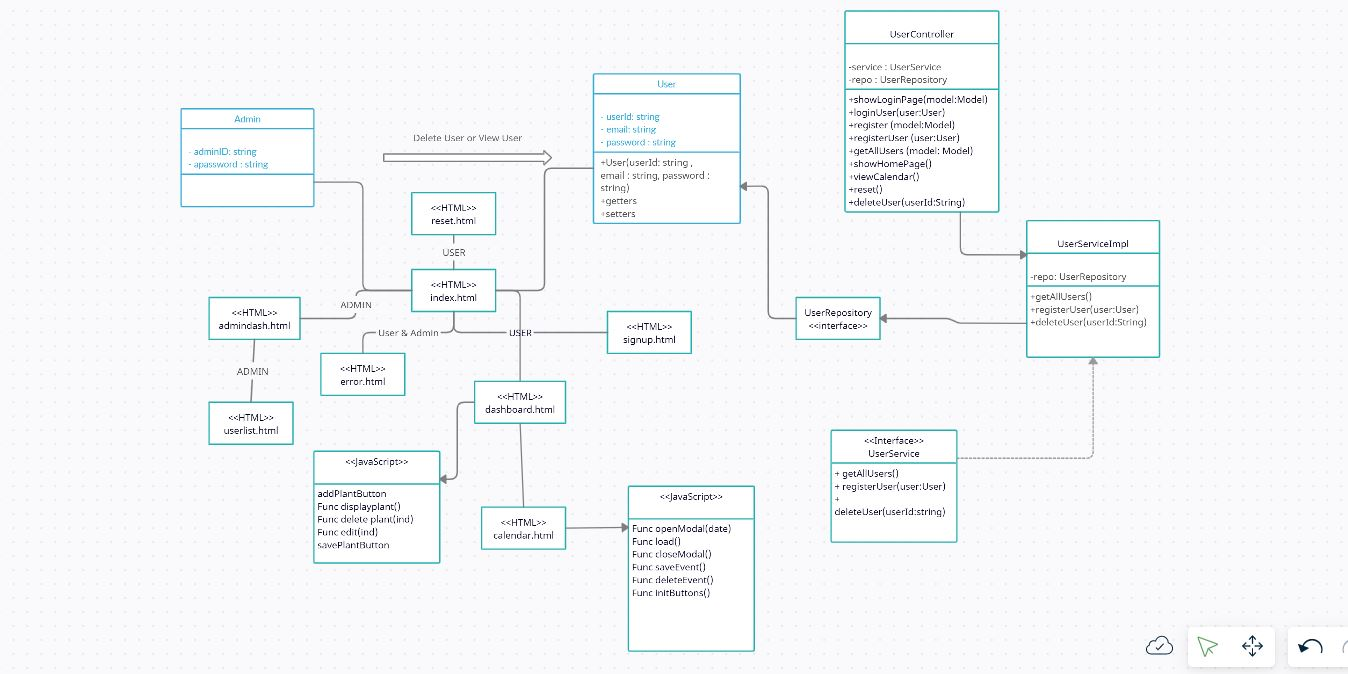 UserController
-service : UserService
-repo : UserRepository
+showLoginPage(model:Model)
+loginUser(user:User)
+register (model:Model)
+registerUser (user:User)
+getAllUsers (model: Model)
+showHomePage()
+viewCalendar()
+reset()
+deleteUser(userId:String)
User
- userId: string
- email: string
- password : string
+User(userId: string ,
email : string, password :
string)
+getters
+setters
Admin
- adminID: string
- apassword : string
Delete User or View User
<<HTML>>
reset.html
USER
<<HTML>>
index.html
ADMIN
<<HTML>>
admindash.html
User & Admin
USER
<<HTML>>
signup.html
<<HTML>>
error.html
ADMIN
<<HTML>>
userlist.html
<<HTML>>
dashboard.html
<<JavaScript>>
addPlantButton
Func displayplant()
Func delete plant(ind)
Func edit(ind)
savePlantButton
<<HTML>>
calendar.html
<<JavaScript>>
Func openModal(date)
Func load()
Func closeModal()
Func saveEvent()
Func deleteEvent()
Func initButtons()
UserRepository
<<interface>>
UserServiceImpl
-repo: UserRepository
+getAllUsers()
+registerUser(user:User)
+deleteUser(userId:String)
<<Interface>>
UserService
+ getAllUsers()
+ registerUser(user:User)
+
deleteUser(userId:string)